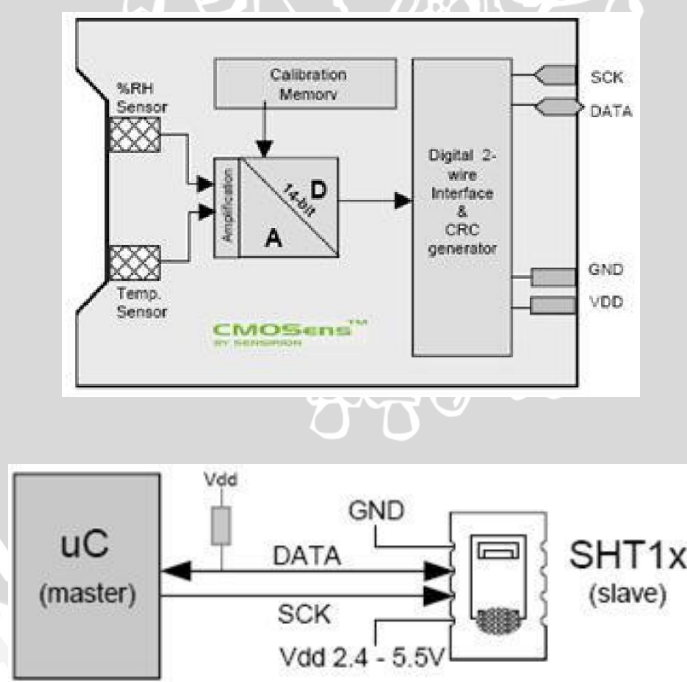 %RH
Sensor
Calibration
Memory
SCK
DATA
Amplification
14-bit
D
A
Digital 2-
wire
Interface
&
CRC
generator
GND
VDD
Temp.
Sensor
CMOSens™
BY SENSIRION
Vdd
uC
(master)
DATA
SCK
GND
Vdd 2.4 - 5.5V
SHT1x
(slave)